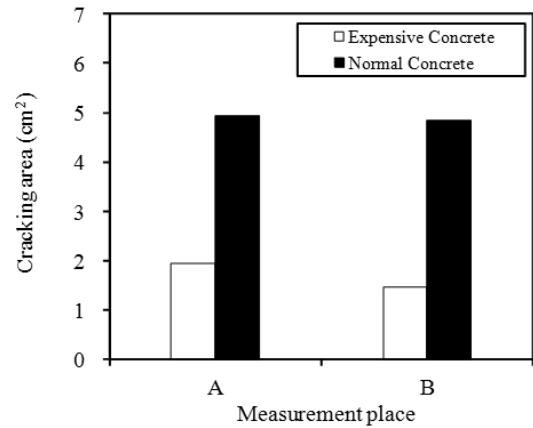 Expensive Concrete
Normal Concrete
7
6
5
4
3
2
1
0
Cracking area (cm²)
A B
Measurement place